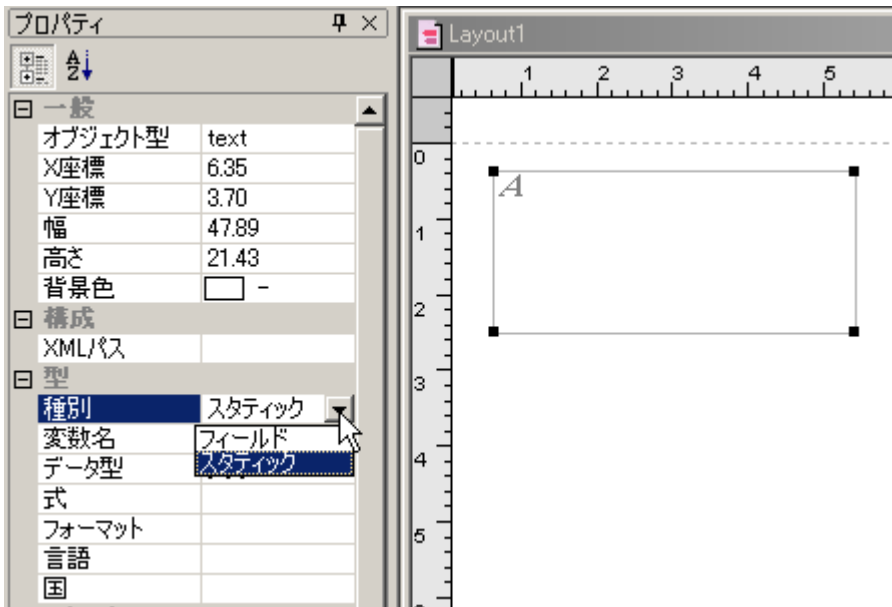 プロパティ
一般
オブジェクト型 text
X座標 6.35
Y座標 3.70
幅 47.89
高さ 21.43
背景色 -
構成
XMLパス
型
種別 スタティック
変数名 フィールド
データ型 スタティック
式
フォーマット
言語
国
Layout1
1 2 3 4 5
0
A
1
2
3
4
5